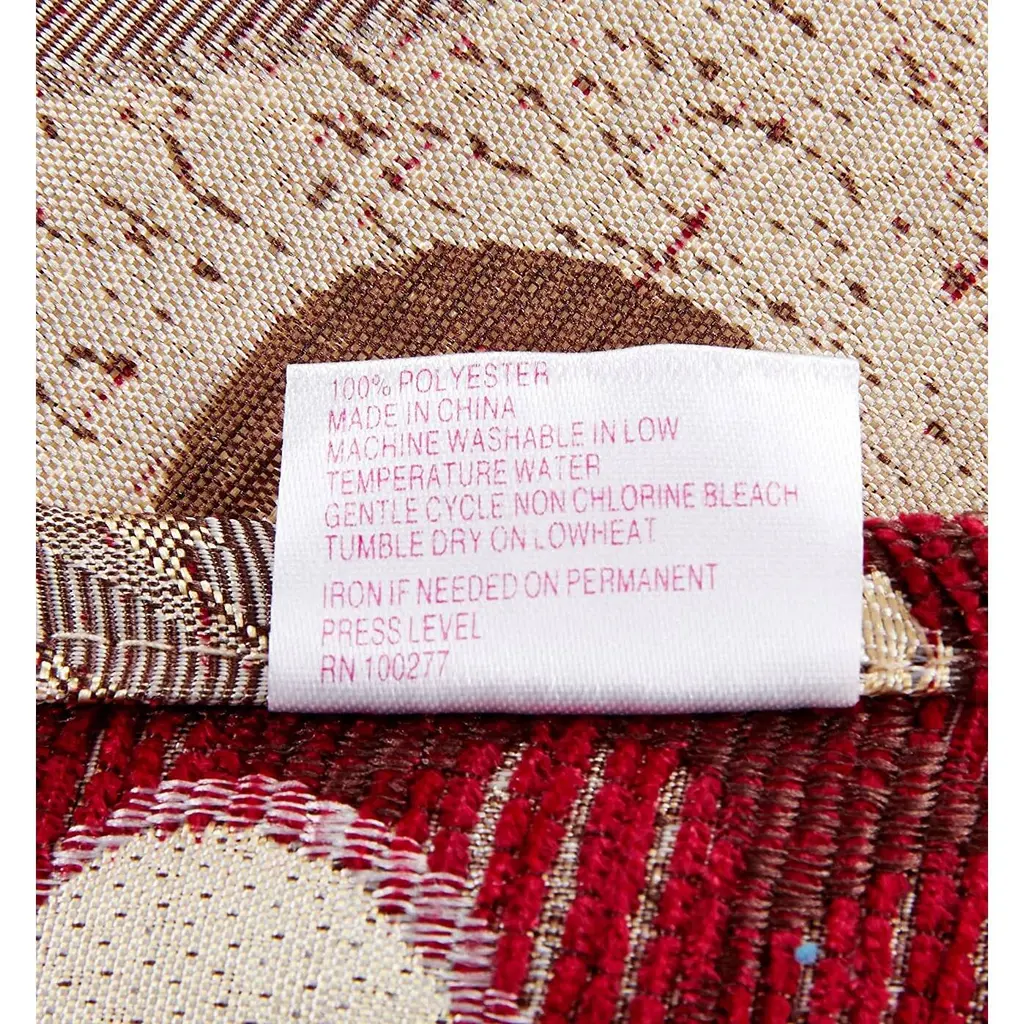 100% POLYESTER
MADE IN CHINA
MACHINE WASHABLE IN LOW
TEMPERATURE WATER
GENTLE CYCLE NON CHLORINE BLEACH
TUMBLE DRY ON LOWHEAT
IRON IF NEEDED ON PERMANENT
PRESS LEVEL
RN 100277